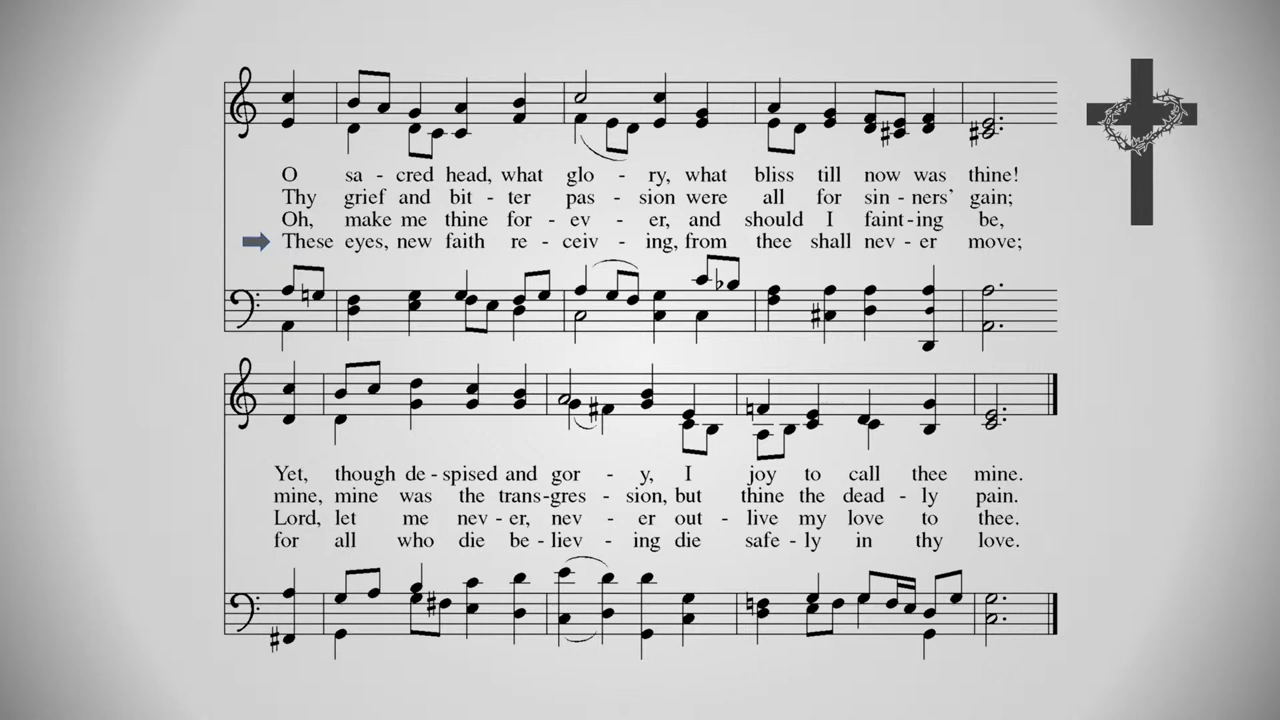 O sa - cred head, what glo - ry, what bliss till now was thine!
Thy grief and bit - ter pas - sion were all for sin - ners' gain;
Oh, make me thine for - ev - er, and should I faint - ing be,
These eyes, new faith re - ceiv - ing, from thee shall nev - er move;
Yet, though de - spised and gor - y, I joy to call thee mine.
mine, mine was the trans - gres - sion, but thine the dead - ly pain.
Lord, let me nev - er, nev - er out - live my love to thee.
for all who die be - liev - ing die safe - ly in thy love.